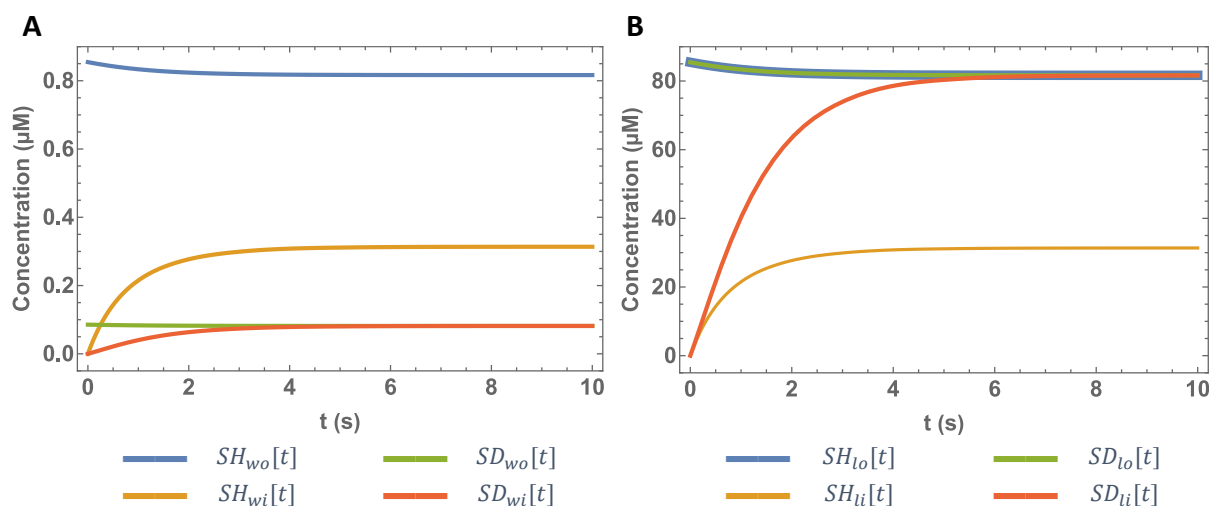 A
B
Concentration (μM)
0.8
0.6
0.4
0.2
0.0
0 2 4 6 8 10
t (s)
SH_wo[t] SD_wo[t]
SH_wi[t] SD_wi[t]
Concentration (μM)
80
60
40
20
0
0 2 4 6 8 10
t (s)
SH_lo[t] SD_lo[t]
SH_li[t] SD_li[t]